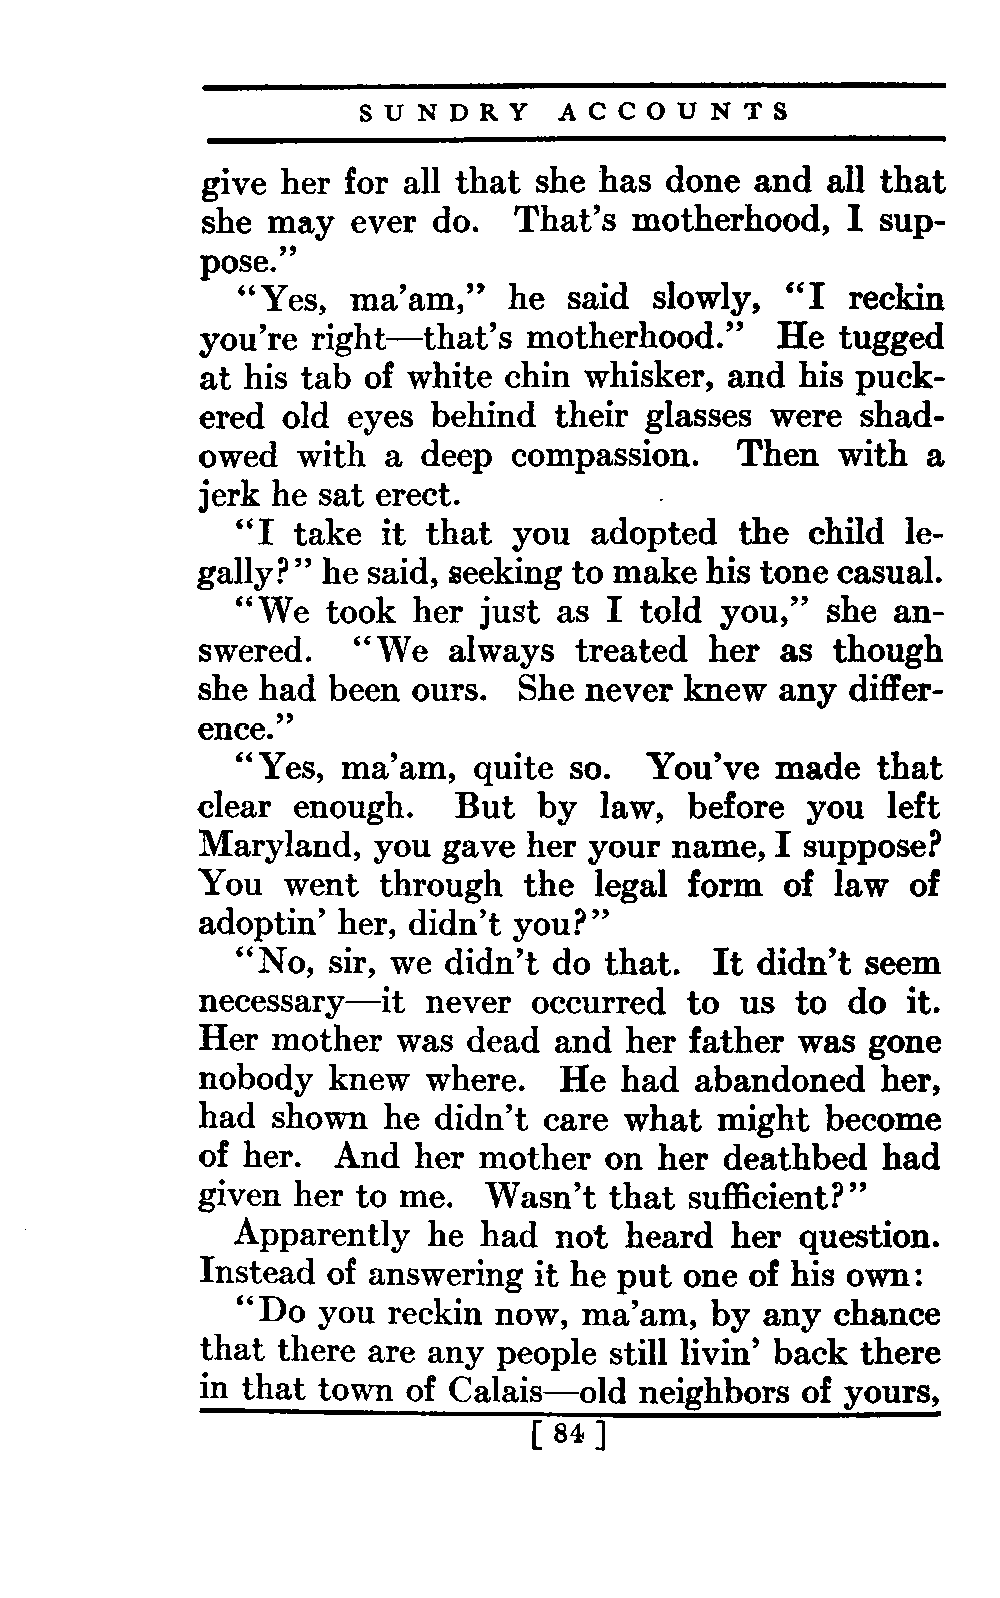 SUNDRY ACCOUNTS
give her for all that she has done and all that
she may ever do. That's motherhood, I sup-
pose."
"Yes, ma'am," he said slowly, "I reckin
you're right—that's motherhood." He tugged
at his tab of white chin whisker, and his puck-
ered old eyes behind their glasses were shad-
owed with a deep compassion. Then with a
jerk he sat erect.
"I take it that you adopted the child le-
gally?" he said, seeking to make his tone casual.
"We took her just as I told you," she an-
swered. "We always treated her as though
she had been ours. She never knew any differ-
ence."
"Yes, ma'am, quite so. You've made that
clear enough. But by law, before you left
Maryland, you gave her your name, I suppose?
You went through the legal form of law of
adoptin' her, didn't you?"
"No, sir, we didn't do that. It didn't seem
necessary—it never occurred to us to do it.
Her mother was dead and her father was gone
nobody knew where. He had abandoned her,
had shown he didn't care what might become
of her. And her mother on her deathbed had
given her to me. Wasn't that sufficient?"
Apparently he had not heard her question.
Instead of answering it he put one of his own:
"Do you reckin now, ma'am, by any chance
that there are any people still livin' back there
in that town of Calais—old neighbors of yours,
[ 84 ]